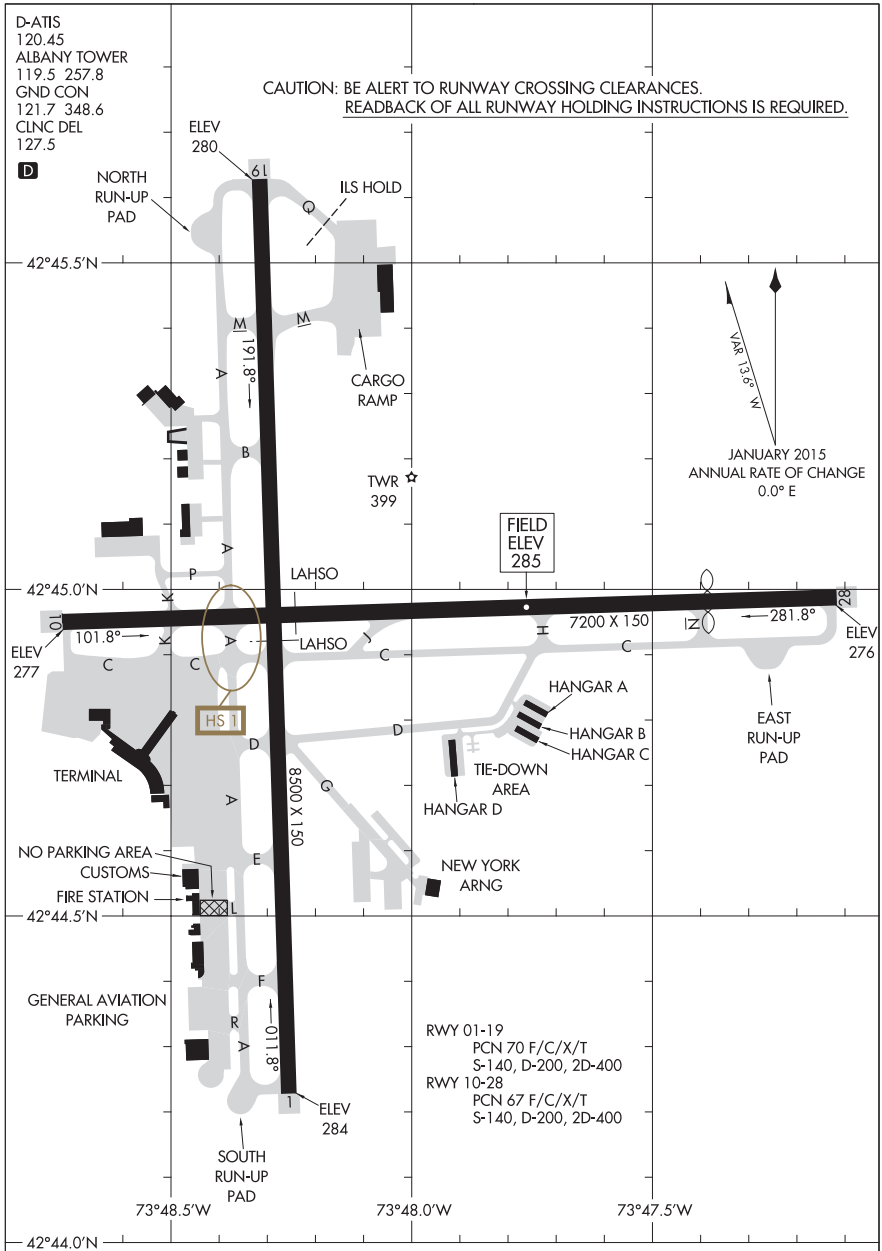 D-ATIS
120.45
ALBANY TOWER
119.5 257.8
GND CON
121.7 348.6
CLNC DEL
127.5
D
CAUTION: BE ALERT TO RUNWAY CROSSING CLEARANCES.
READBACK OF ALL RUNWAY HOLDING INSTRUCTIONS IS REQUIRED.
ELEV
280
19
NORTH
RUN-UP
PAD
Q
ILS HOLD
42°45.5'N
M
M
191.8°
A
CARGO
RAMP
VAR 13.6° W
JANUARY 2015
ANNUAL RATE OF CHANGE
0.0° E
B
TWR
399
A
FIELD
ELEV
285
P
LAHSO
42°45.0'N
K
10
101.8°
K
A
LAHSO
J
H
7200 X 150
N
281.8°
28
ELEV
277
C
C
C
C
ELEV
276
HS 1
HANGAR A
HANGAR B
HANGAR C
EAST
RUN-UP
PAD
D
D
TERMINAL
G
TIE-DOWN
AREA
HANGAR D
A
8500 X 150
NO PARKING AREA
CUSTOMS
FIRE STATION
E
L
NEW YORK
ARNG
42°44.5'N
F
GENERAL AVIATION
PARKING
R
A
011.8°
RWY 01-19
PCN 70 F/C/X/T
S-140, D-200, 2D-400
RWY 10-28
PCN 67 F/C/X/T
S-140, D-200, 2D-400
1
ELEV
284
SOUTH
RUN-UP
PAD
73°48.5'W
73°48.0'W
73°47.5'W
42°44.0'N